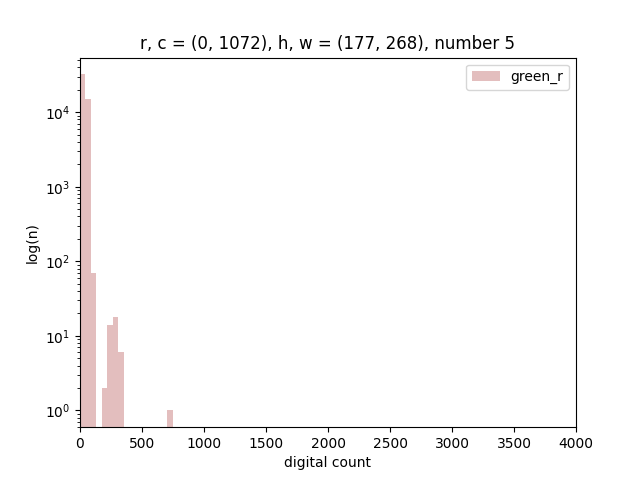 r, c = (0, 1072), h, w = (177, 268), number 5
green_r
10⁴
10³
10²
10¹
10⁰
log(n)
0 500 1000 1500 2000 2500 3000 3500 4000
digital count